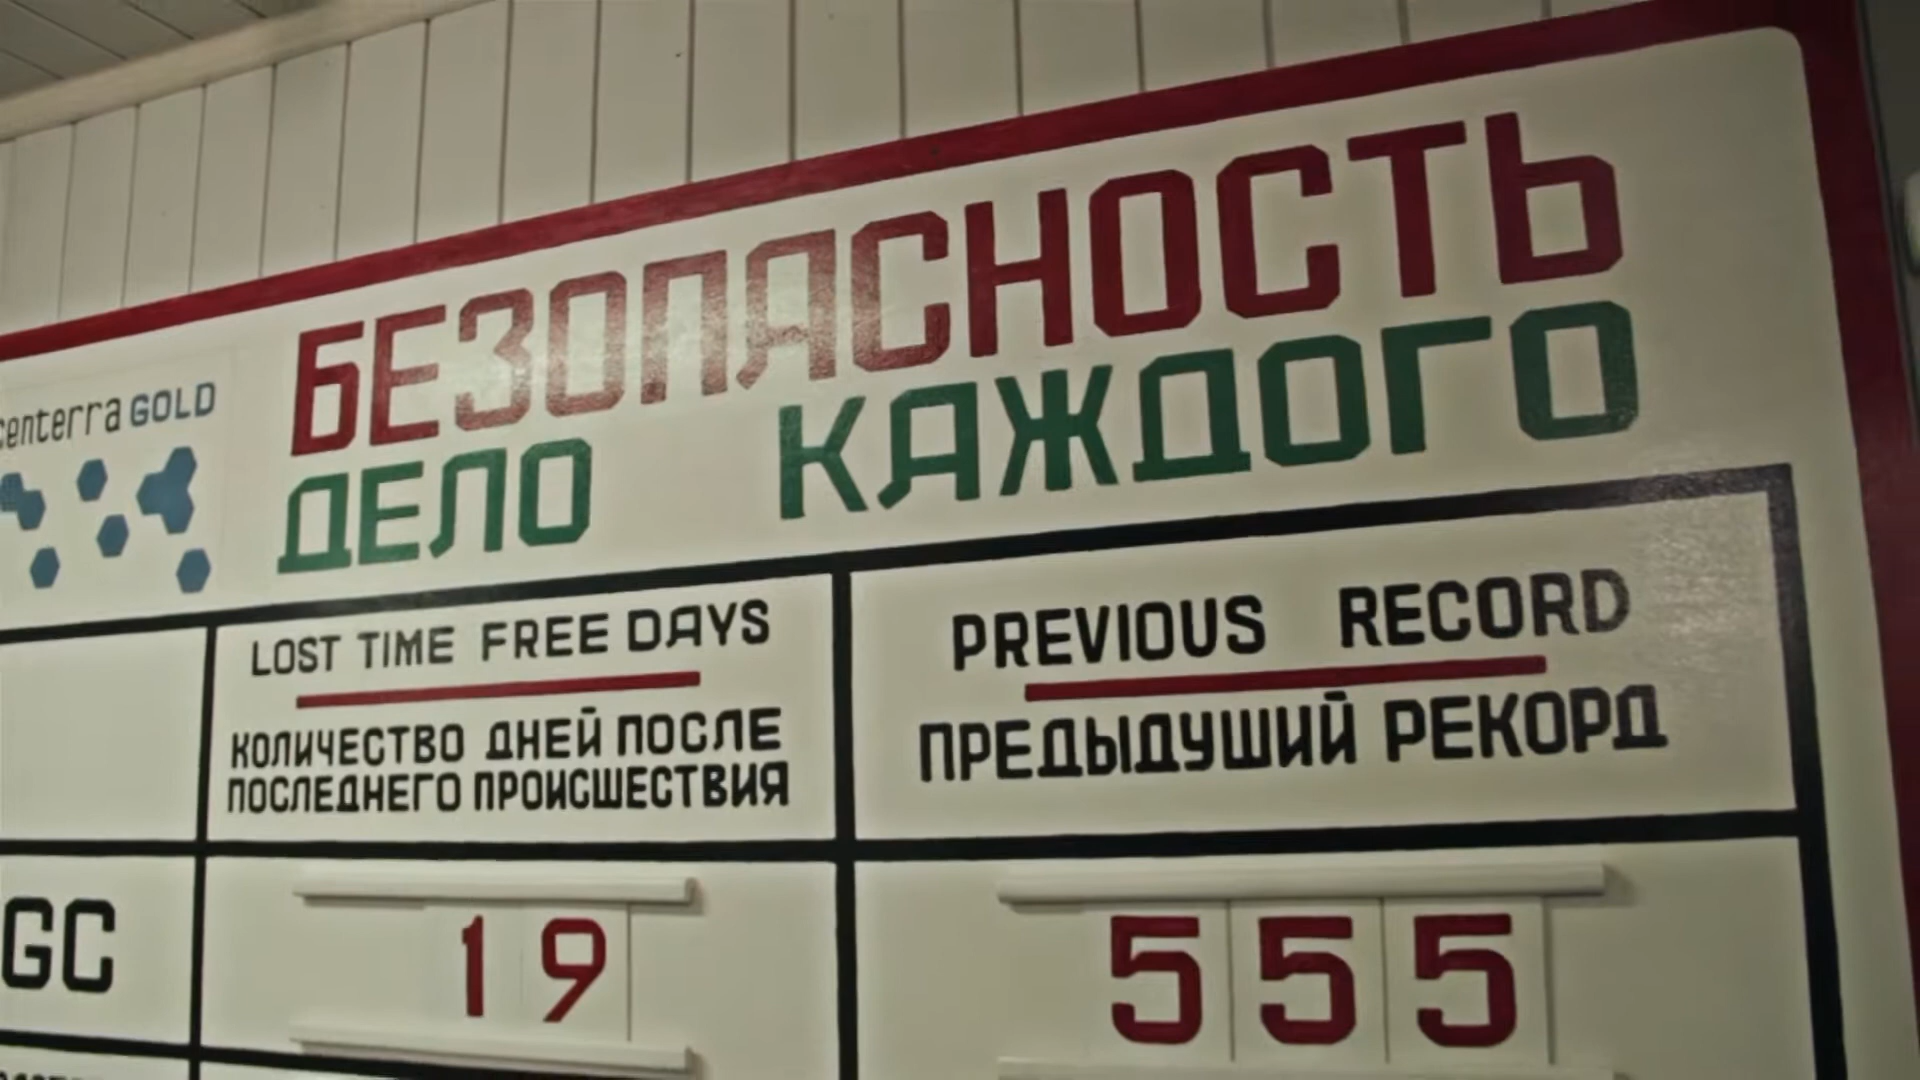 centerra GOLD
БЕЗОПАСНОСТЬ
ДЕЛО КАЖДОГО
LOST TIME FREE DAYS
КОЛИЧЕСТВО ДНЕЙ ПОСЛЕ
ПОСЛЕДНЕГО ПРОИСШЕСТВИЯ
PREVIOUS RECORD
ПРЕДЫДУШИЙ РЕКОРД
GC
19
555